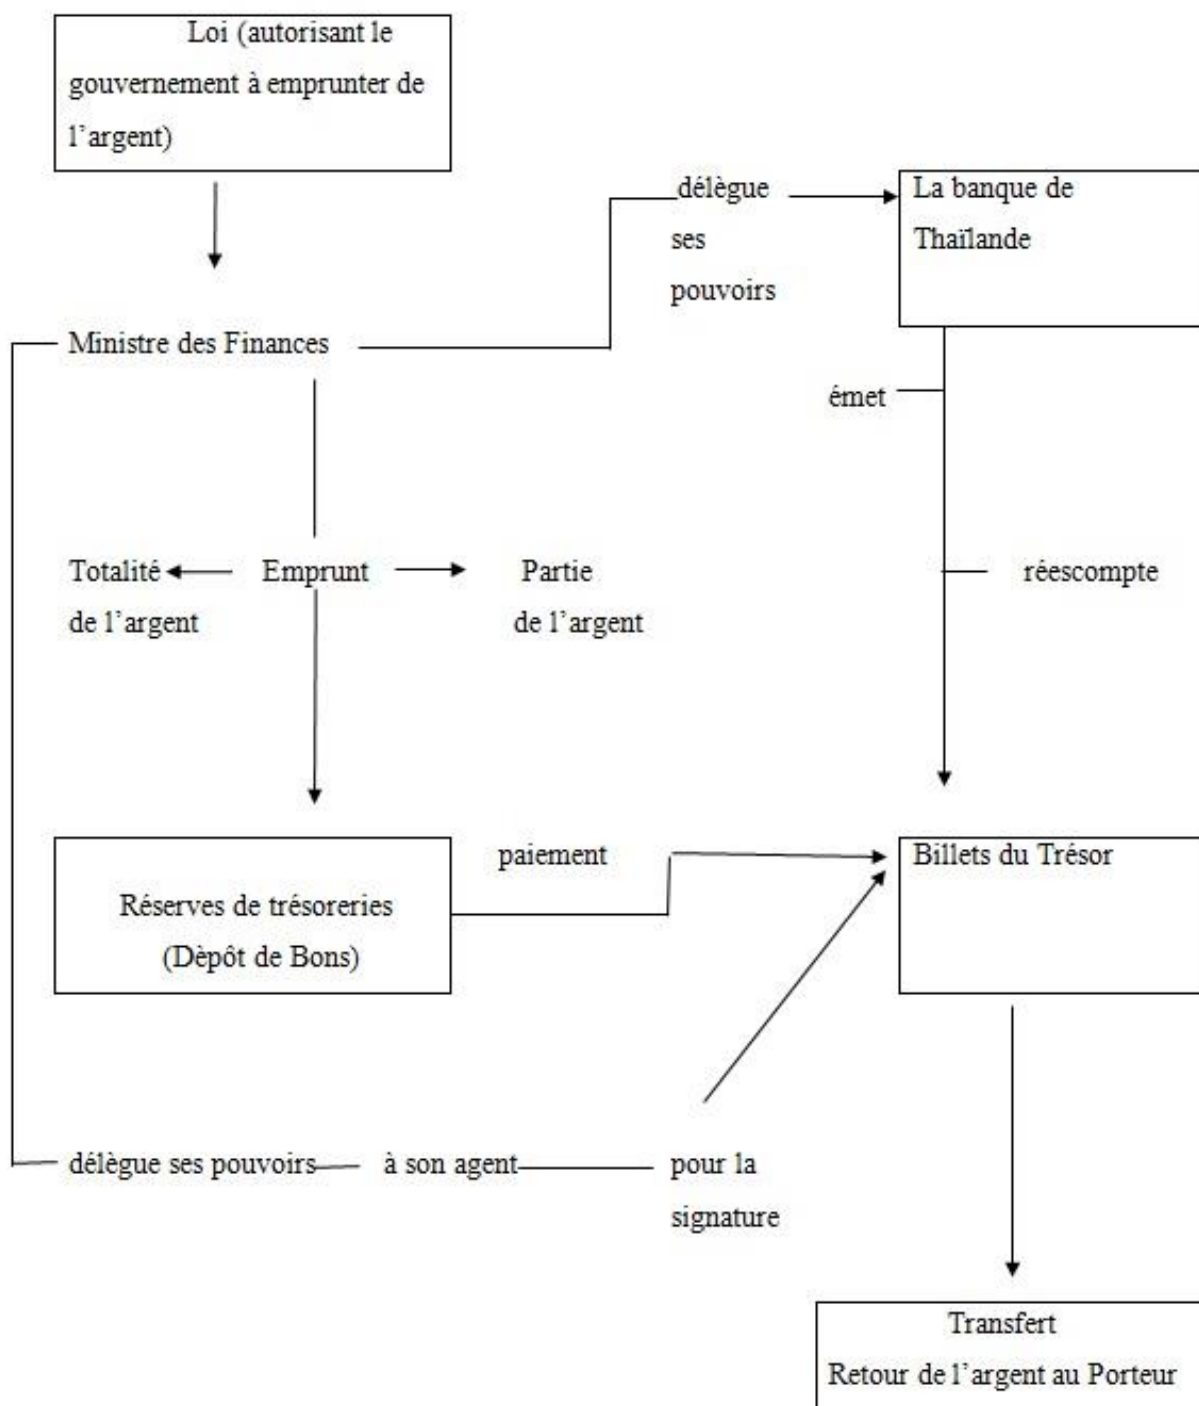 Loi (autorisant le
gouvernement à emprunter de
l’argent)
délègue
ses
pouvoirs
La banque de
Thaïlande
Ministre des Finances
émet
Totalité
de l’argent
Emprunt
Partie
de l’argent
réescompte
Réserves de trésoreries
(Dèpôt de Bons)
paiement
Billets du Trésor
délègue ses pouvoirs
à son agent
pour la
signature
Transfert
Retour de l’argent au Porteur